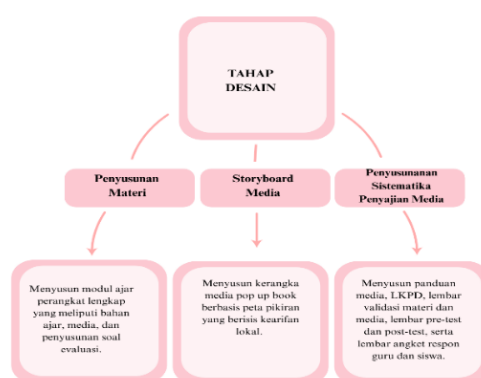 TAHAP
DESAIN
Penyusunan
Materi
Storyboard
Media
Penyusunanan
Sistematika
Penyajian Media
Menyusun modul ajar
perangkat lengkap
yang meliputi bahan
ajar, media, dan
penyusunan soal
evaluasi.
Menyusun kerangka
media pop up book
berbasis peta pikiran
yang berisis kearifan
lokal.
Menyusun panduan
media, LKPD, lembar
validasi materi dan
media, lembar pre-test
dan post-test, serta
lembar angket respon
guru dan siswa.